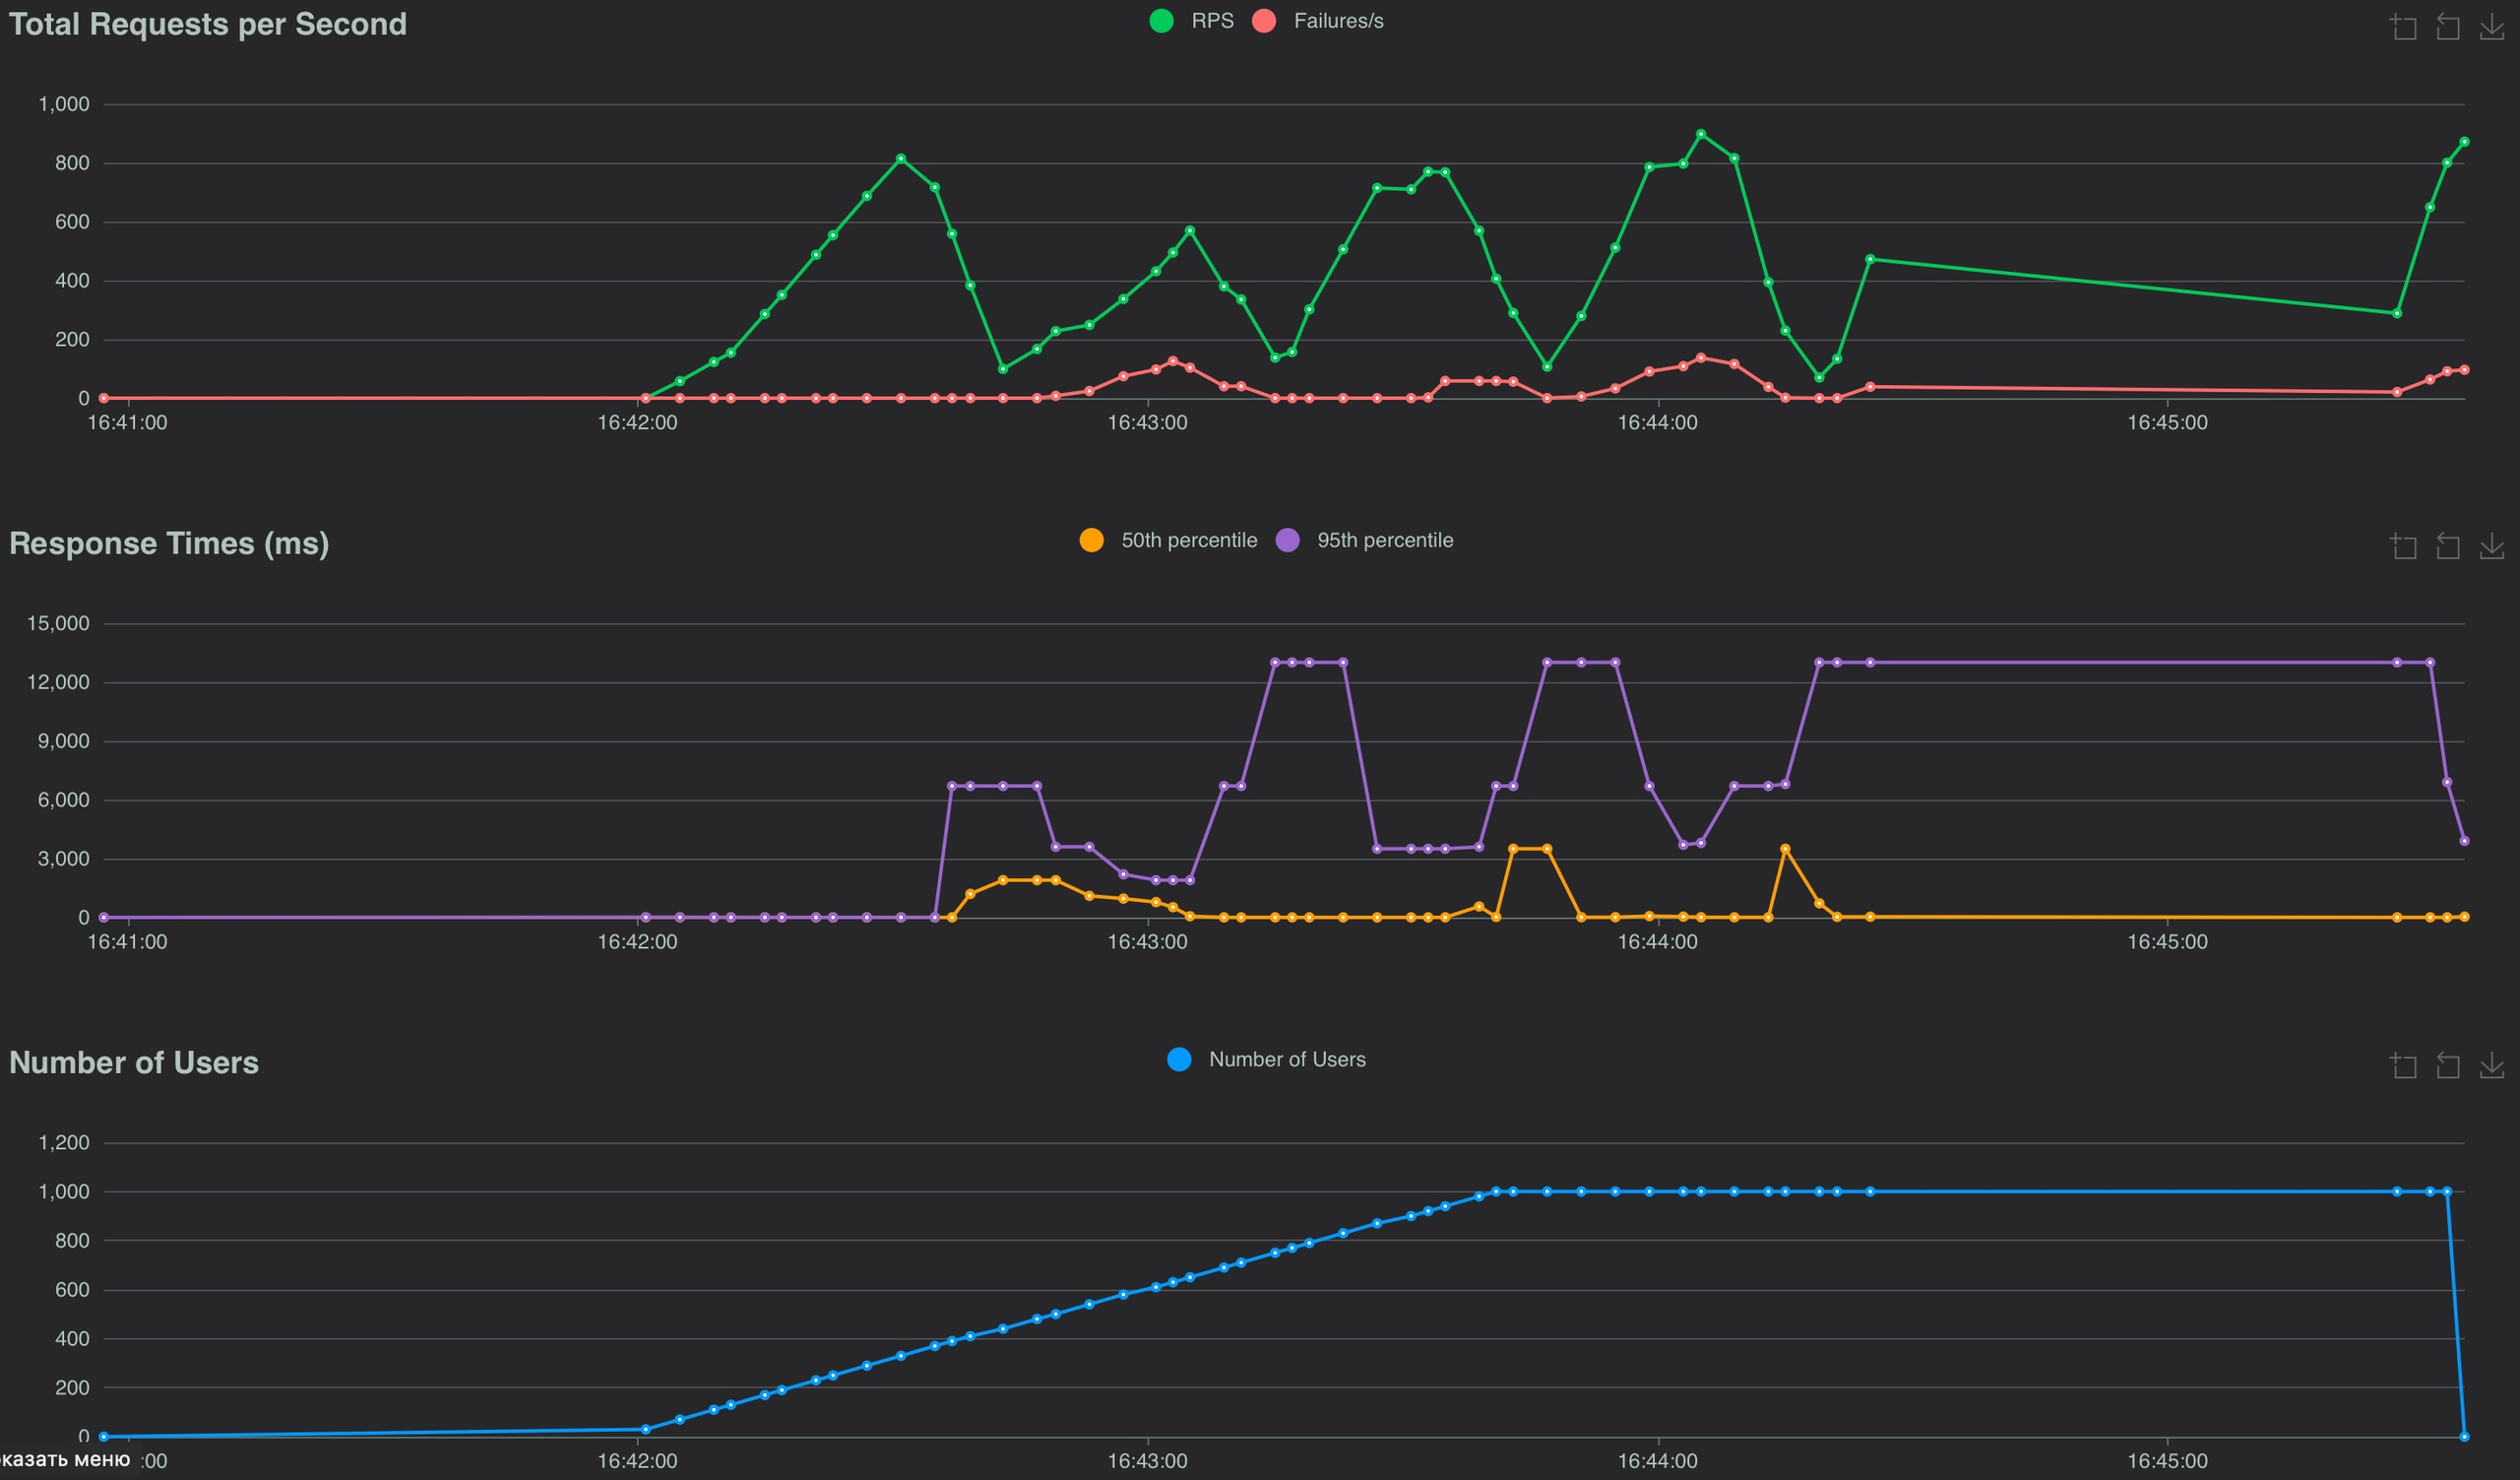 Total Requests per Second
RPS Failures/s
1,000
800
600
400
200
0
16:41:00 16:42:00 16:43:00 16:44:00 16:45:00
Response Times (ms)
50th percentile 95th percentile
15,000
12,000
9,000
6,000
3,000
0
16:41:00 16:42:00 16:43:00 16:44:00 16:45:00
Number of Users
Number of Users
1,200
1,000
800
600
400
200
0
казать меню :00 16:42:00 16:43:00 16:44:00 16:45:00